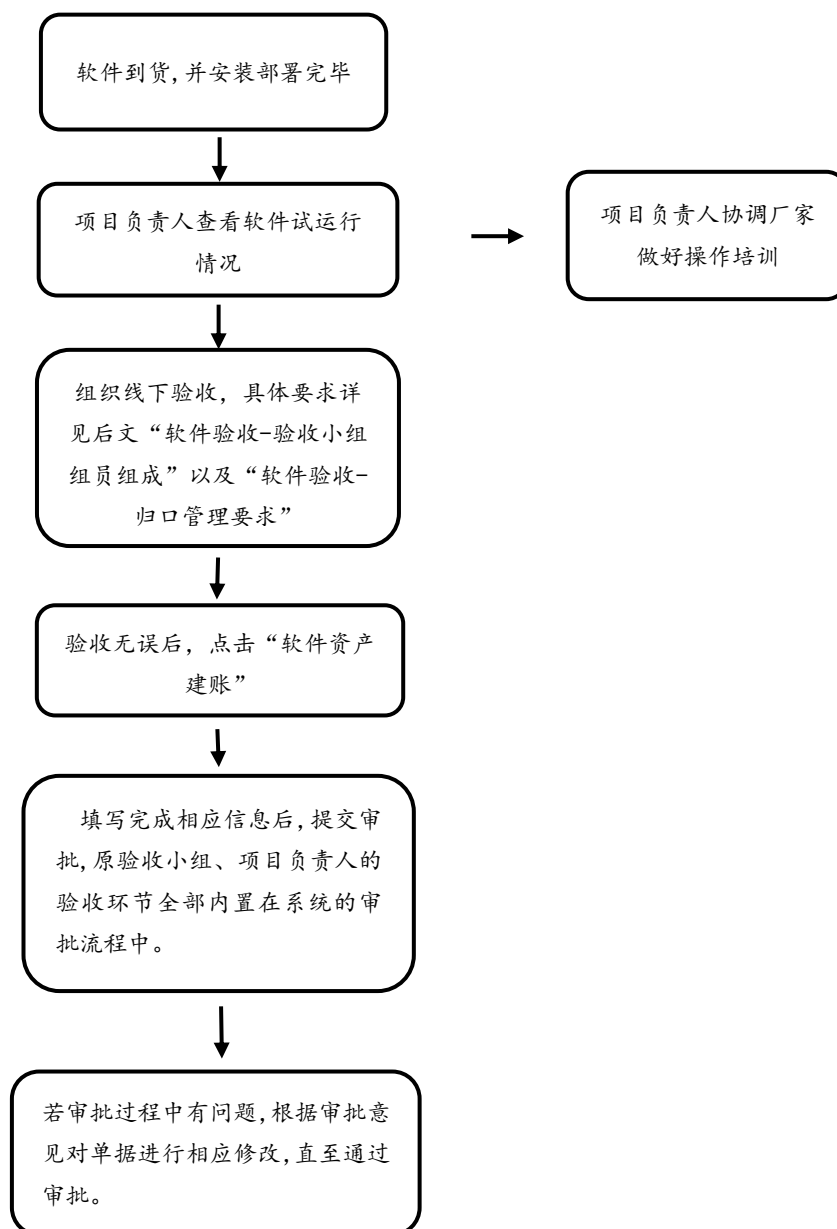 软件到货,并安装部署完毕
项目负责人查看软件试运行
情况
项目负责人协调厂家
做好操作培训
组织线下验收，具体要求详
见后文“软件验收-验收小组
组员组成”以及“软件验收-
归口管理要求”
验收无误后，点击“软件资产
建账”
填写完成相应信息后,提交审
批,原验收小组、项目负责人的
验收环节全部内置在系统的审
批流程中。
若审批过程中有问题,根据审批意
见对单据进行相应修改,直至通过
审批。